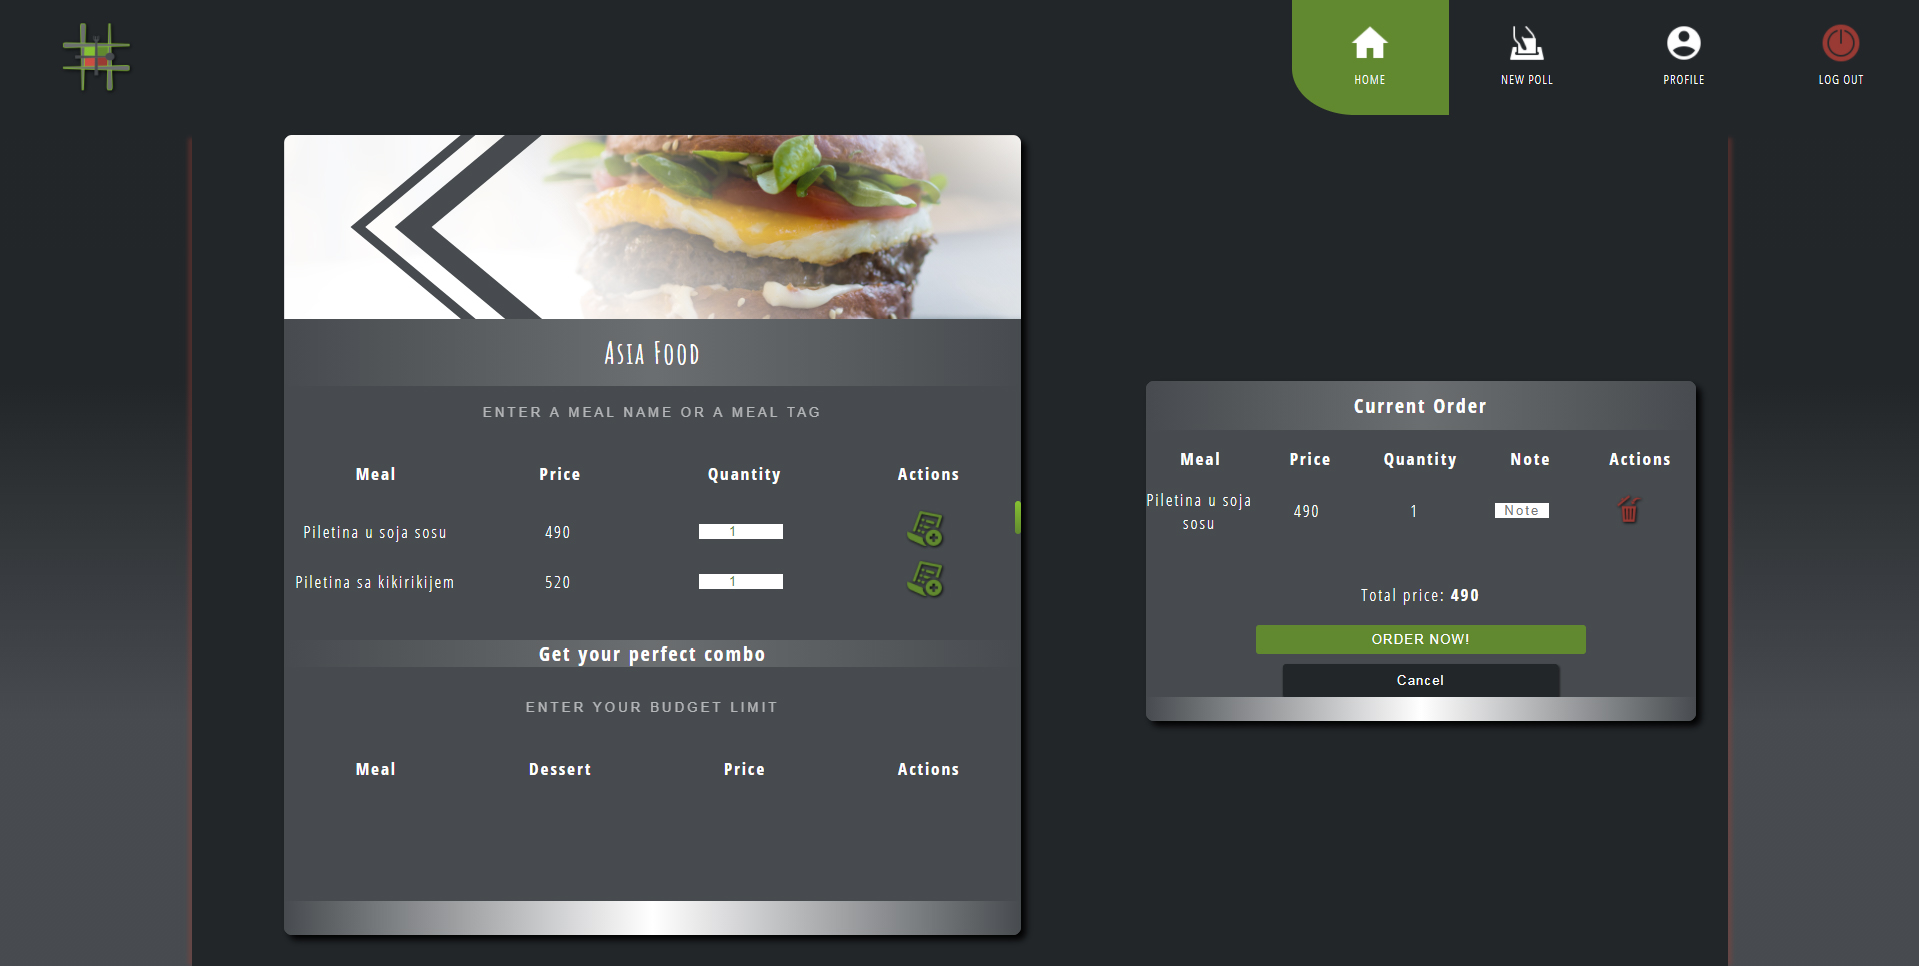 HOME
NEW POLL
PROFILE
LOG OUT
Asia Food
ENTER A MEAL NAME OR A MEAL TAG
Meal Price Quantity Actions
Piletina u soja sosu 490 1
Piletina sa kikirikijem 520 1
Get your perfect combo
ENTER YOUR BUDGET LIMIT
Meal Dessert Price Actions
Current Order
Meal Price Quantity Note Actions
Piletina u soja
sosu
490 1 Note
Total price: 490
ORDER NOW!
Cancel